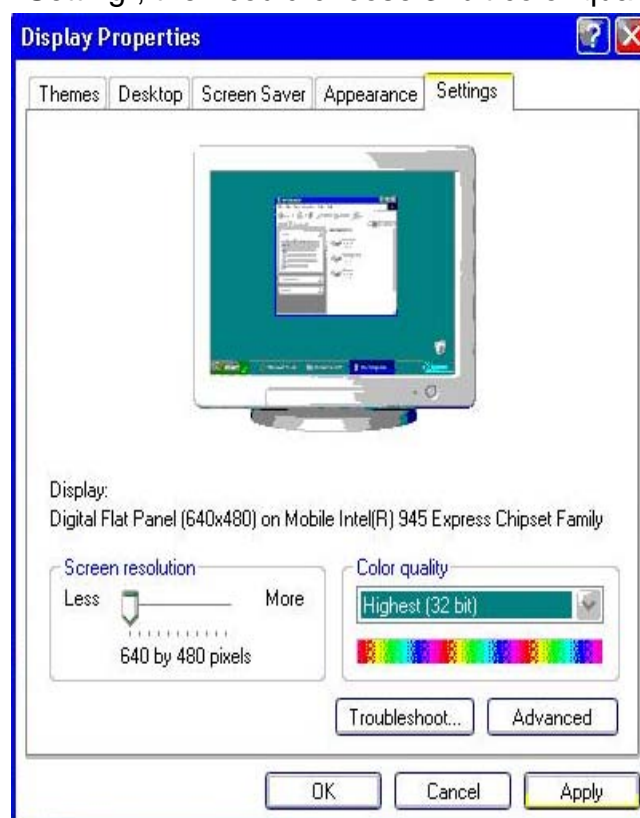 Display Properties
Themes Desktop Screen Saver Appearance Settings
Display:
Digital Flat Panel (640x480) on Mobile Intel(R) 945 Express Chipset Family
Screen resolution
Less More
640 by 480 pixels
Color quality
Highest (32 bit)
Troubleshoot... Advanced
OK Cancel Apply